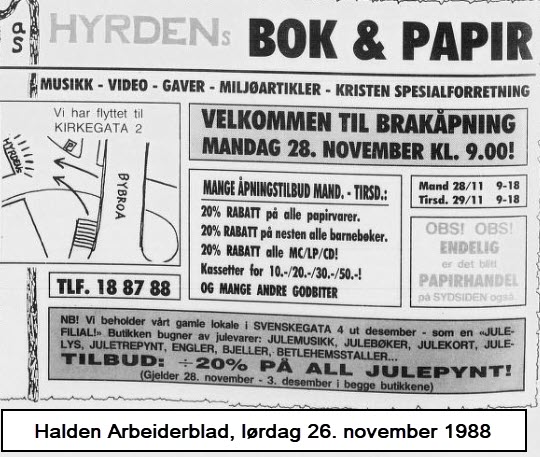 as
HYRDENs BOK & PAPIR
MUSIKK - VIDEO - GAVER - MILJØARTIKLER - KRISTEN SPESIALFORRETNING
Vi har flyttet til
KIRKEGATA 2
HYRDENs
BYBROA
TLF. 18 87 88
VELKOMMEN TIL BRAKÅPNING
MANDAG 28. NOVEMBER KL. 9.00!
MANGE ÅPNINGSTILBUD MAND. - TIRSD.:
20% RABATT på alle papirvarer.
20% RABATT på nesten alle barnebøker.
20% RABATT alle MC/LP/CD!
Kassetter for 10.-/20.-/30.-/50.-!
OG MANGE ANDRE GODBITER
Mand 28/11 9-18
Tirsd. 29/11 9-18
OBS! OBS!
ENDELIG
er det blitt
PAPIRHANDEL
på SYDSIDEN også.
NB! Vi beholder vårt gamle lokale i SVENSKEGATA 4 ut desember - som en «JULE-
FILIAL!» Butikken bugner av julevarer: JULEMUSIKK, JULEBØKER, JULEKORT, JULE-
LYS, JULETREPYNT, ENGLER, BJELLER, BETLEHEMSSTALLER...
TILBUD: ÷20% PÅ ALL JULEPYNT!
(Gjelder 28. november - 3. desember i begge butikkene)
Halden Arbeiderblad, lørdag 26. november 1988